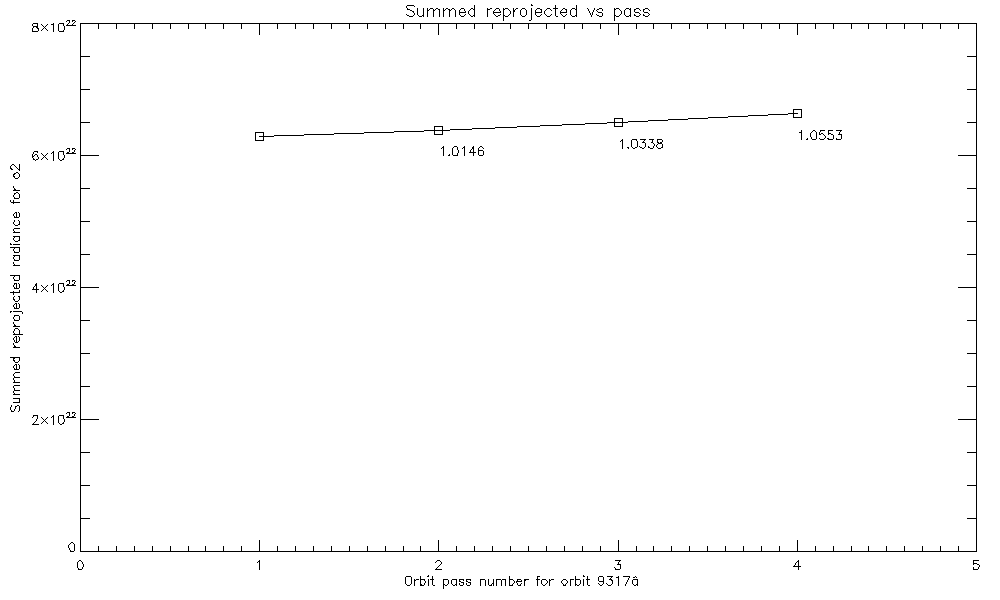 Summed reprojected vs pass
8×10²²
6×10²²
4×10²²
2×10²²
0
Summed reprojected radiance for o2
1.0146
1.0338
1.0553
0 1 2 3 4 5
Orbit pass number for orbit 9317â